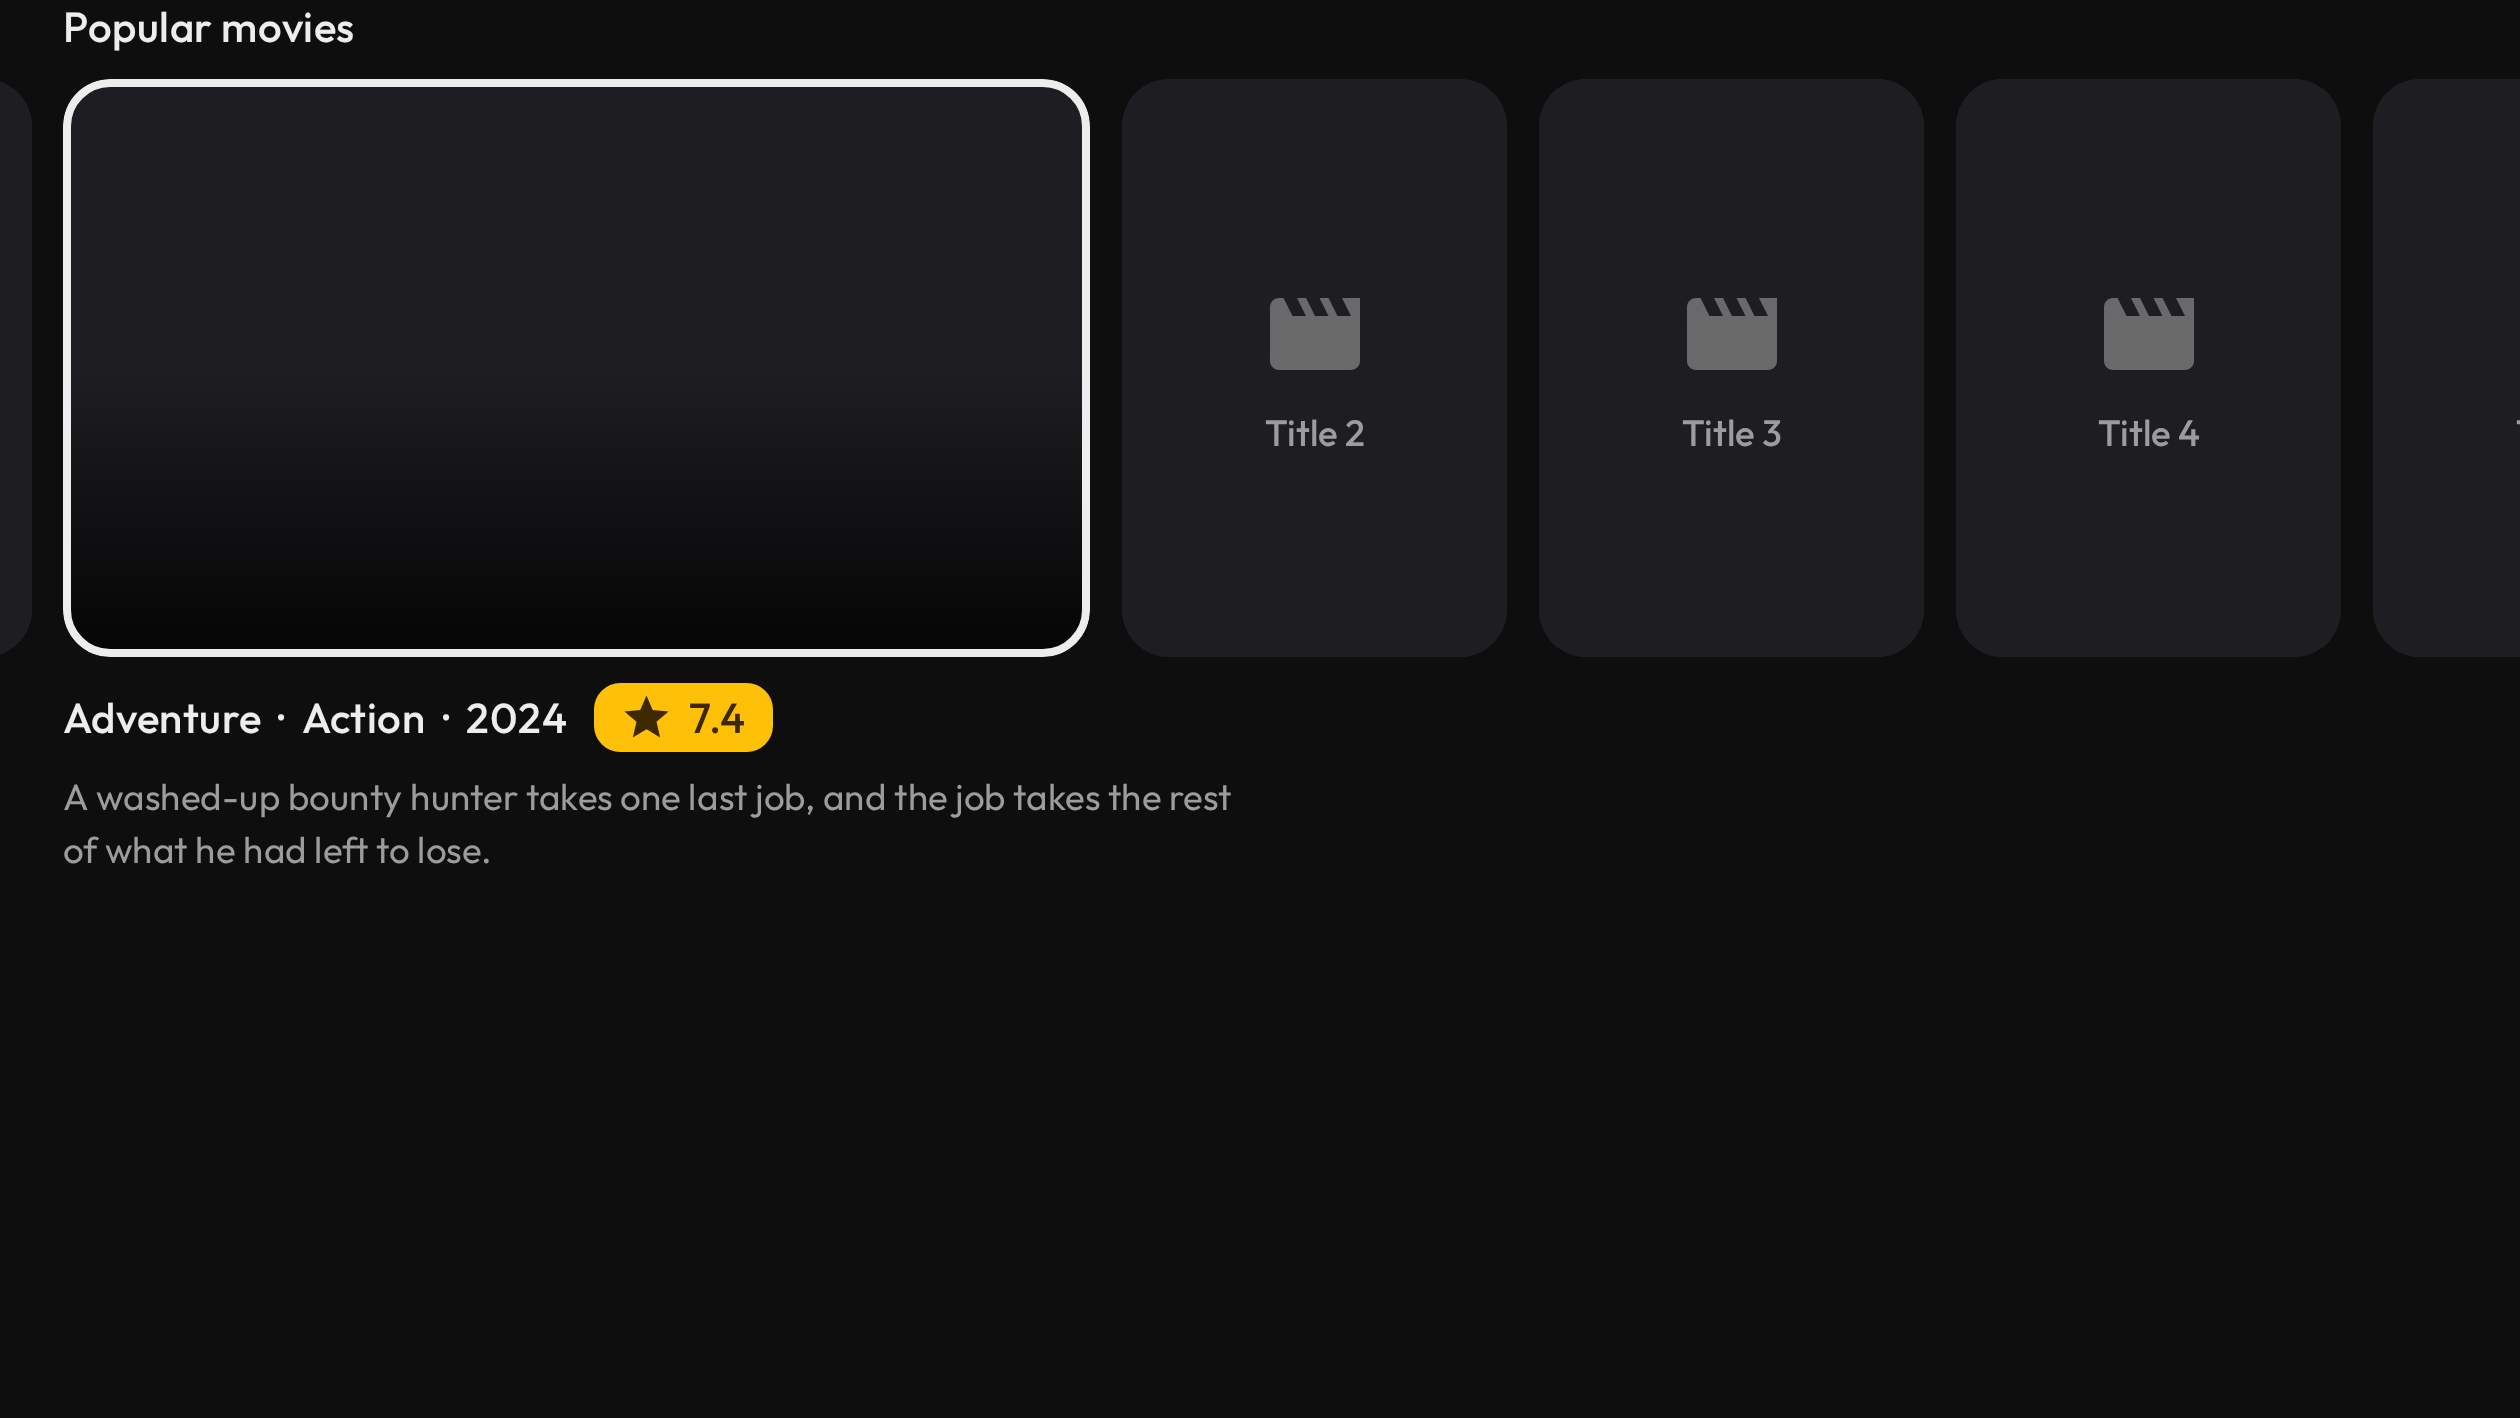 Popular movies
Title 2
Title 3
Title 4
Adventure · Action · 2024 7.4
A washed-up bounty hunter takes one last job, and the job takes the rest
of what he had left to lose.